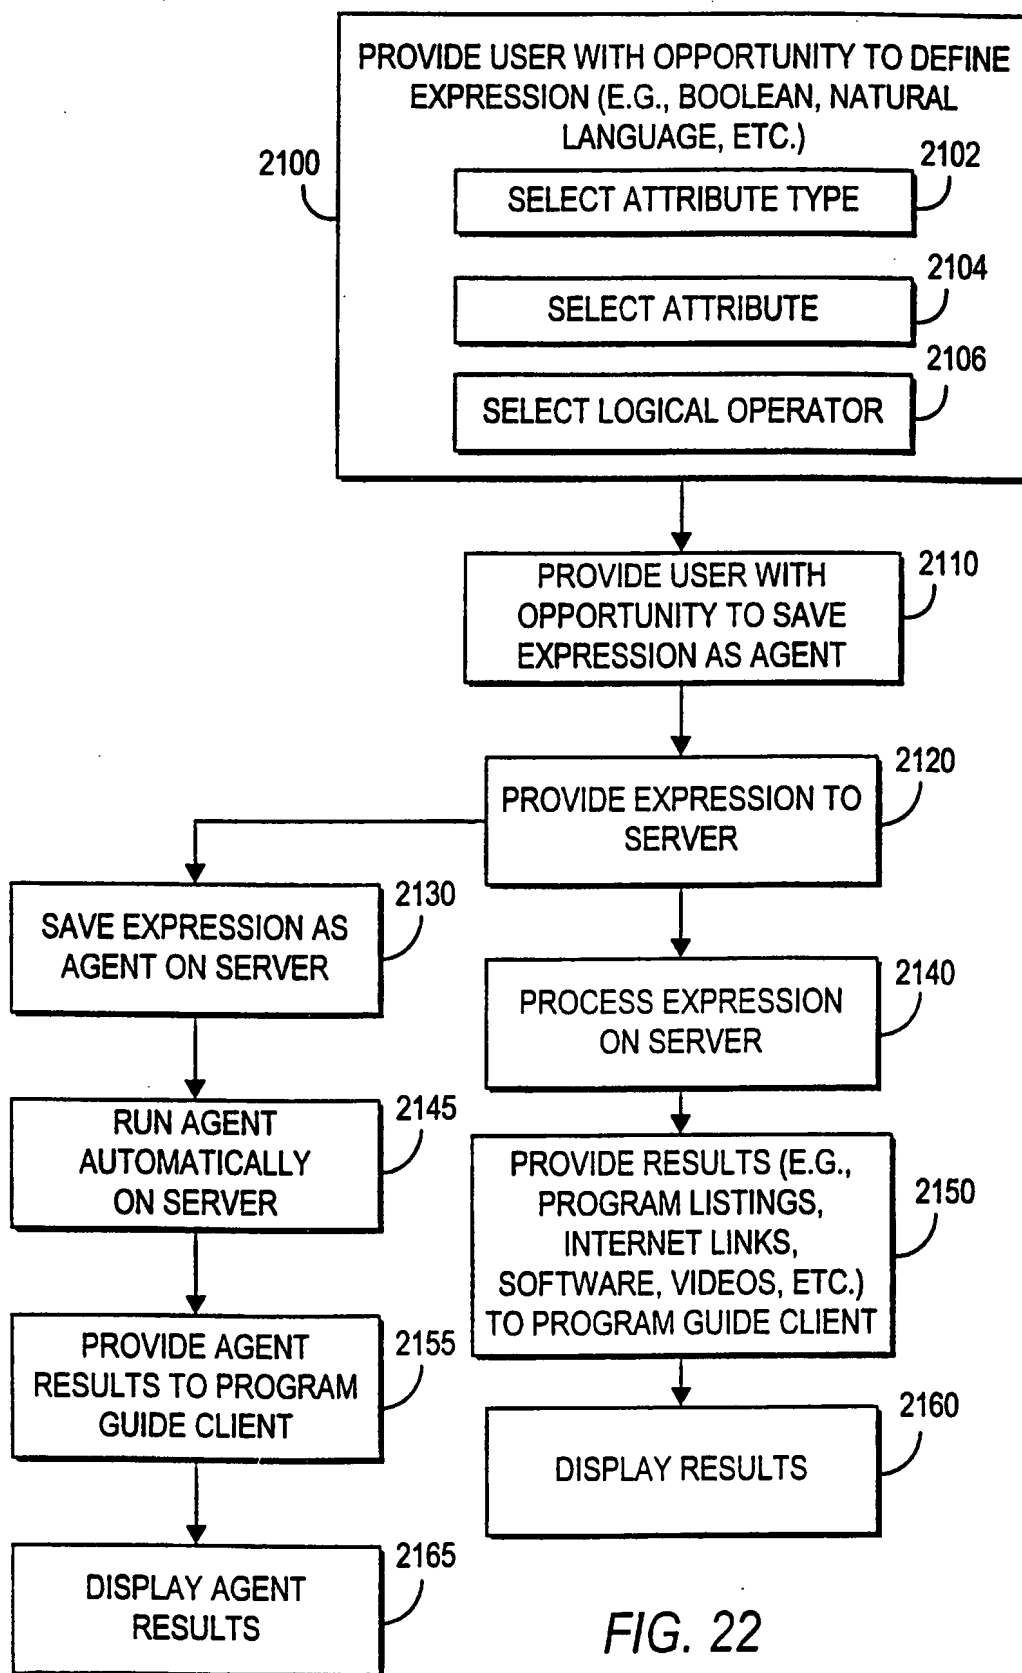 PROVIDE USER WITH OPPORTUNITY TO DEFINE
EXPRESSION (E.G., BOOLEAN, NATURAL
LANGUAGE, ETC.)
2100
2102
SELECT ATTRIBUTE TYPE
2104
SELECT ATTRIBUTE
2106
SELECT LOGICAL OPERATOR
2110
PROVIDE USER WITH
OPPORTUNITY TO SAVE
EXPRESSION AS AGENT
2120
PROVIDE EXPRESSION TO
SERVER
2130
SAVE EXPRESSION AS
AGENT ON SERVER
2140
PROCESS EXPRESSION
ON SERVER
2145
RUN AGENT
AUTOMATICALLY
ON SERVER
2150
PROVIDE RESULTS (E.G.,
PROGRAM LISTINGS,
INTERNET LINKS,
SOFTWARE, VIDEOS, ETC.)
TO PROGRAM GUIDE CLIENT
2155
PROVIDE AGENT
RESULTS TO PROGRAM
GUIDE CLIENT
2160
DISPLAY RESULTS
2165
DISPLAY AGENT
RESULTS
FIG. 22